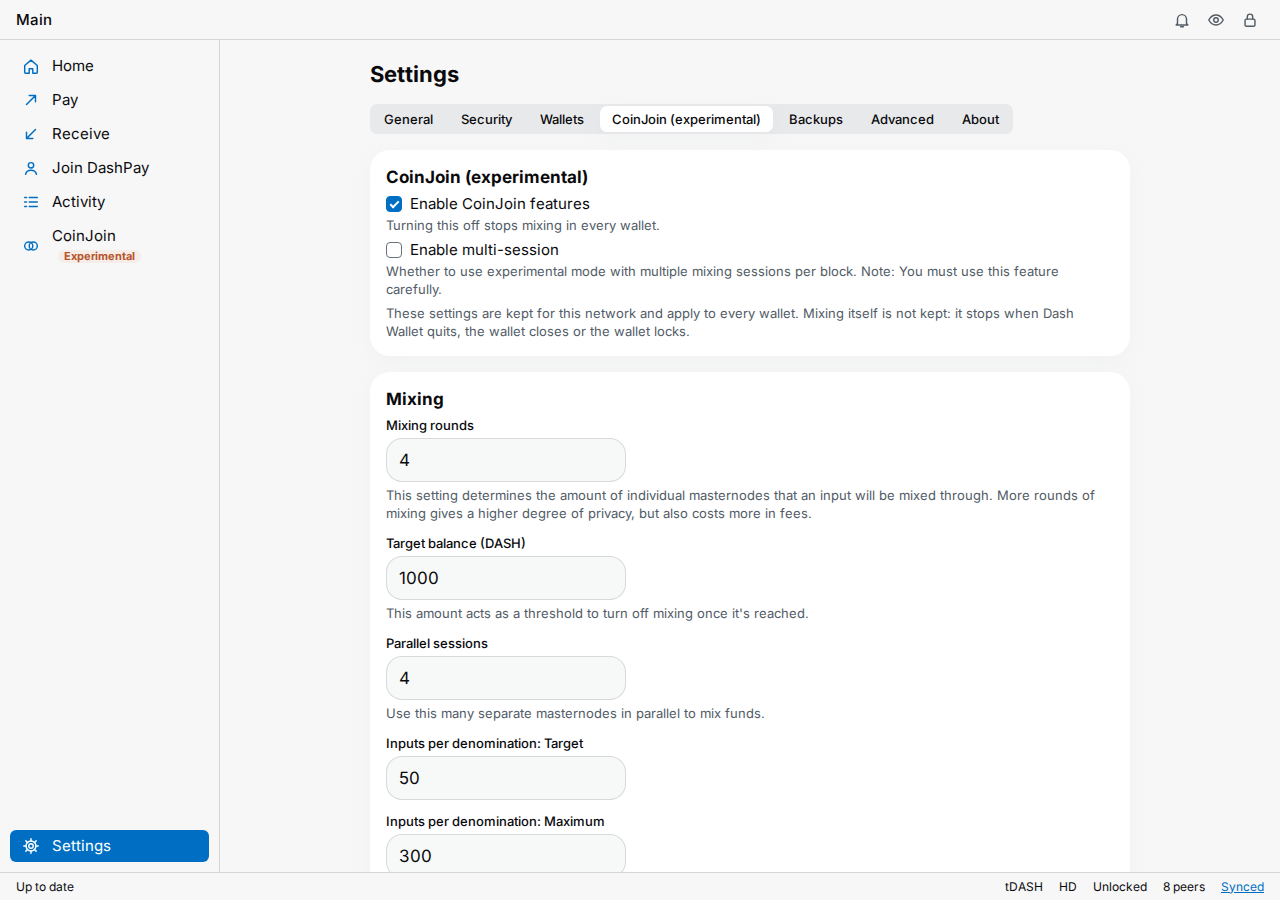 Main
Home
Pay
Receive
Join DashPay
Activity
CoinJoin
Experimental
Settings
Settings
General Security Wallets CoinJoin (experimental) Backups Advanced About
CoinJoin (experimental)
Enable CoinJoin features
Turning this off stops mixing in every wallet.
Enable multi-session
Whether to use experimental mode with multiple mixing sessions per block. Note: You must use this feature
carefully.
These settings are kept for this network and apply to every wallet. Mixing itself is not kept: it stops when Dash
Wallet quits, the wallet closes or the wallet locks.
Mixing
Mixing rounds
4
This setting determines the amount of individual masternodes that an input will be mixed through. More rounds of
mixing gives a higher degree of privacy, but also costs more in fees.
Target balance (DASH)
1000
This amount acts as a threshold to turn off mixing once it's reached.
Parallel sessions
4
Use this many separate masternodes in parallel to mix funds.
Inputs per denomination: Target
50
Inputs per denomination: Maximum
300
Up to date
tDASH HD Unlocked 8 peers Synced